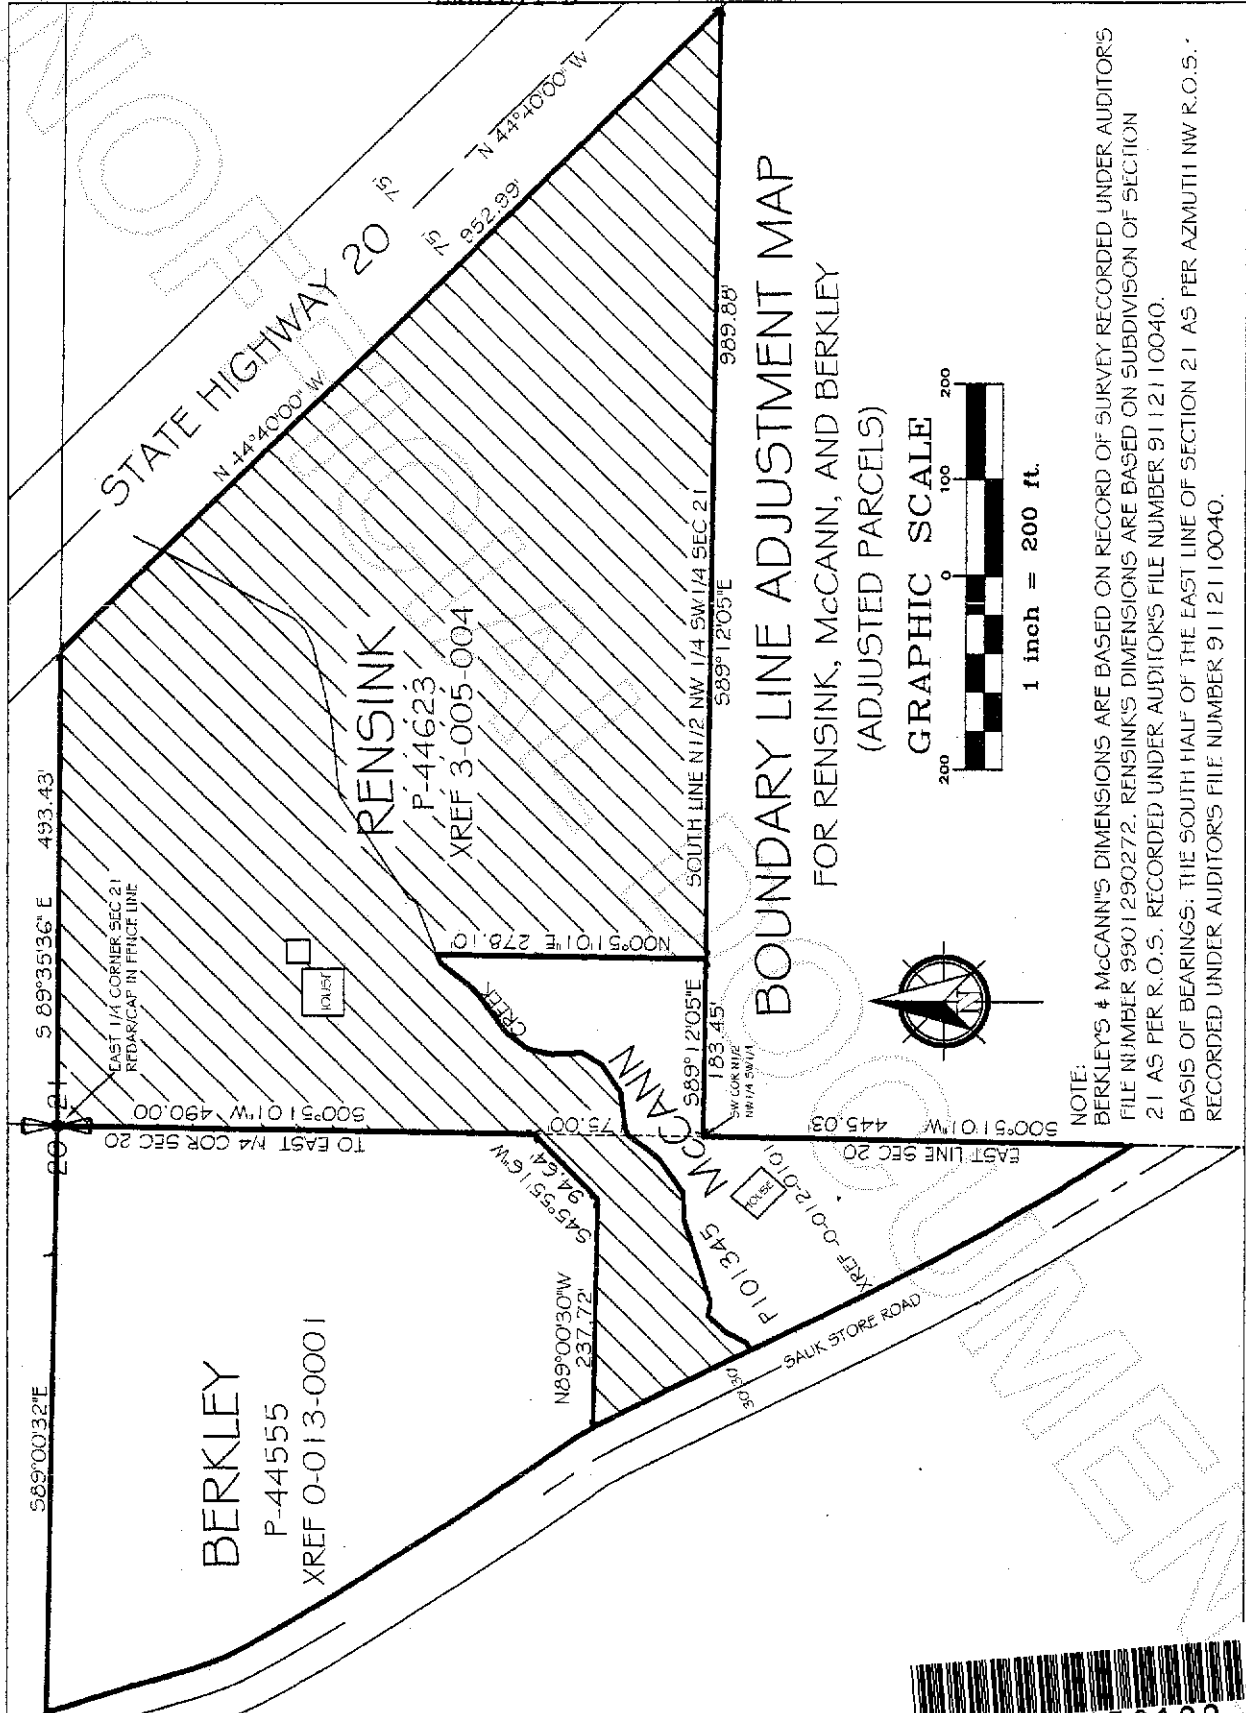 STATE HIGHWAY 20
N 44°40'00" W
952.99'
75'
75'
N 44°40'00" W
S 89°35'36" E 493.43'
EAST 1/4 CORNER SEC 21
REBAR/CAP IN FENCE LINE
20 21
S89°00'32"E
BERKLEY
P-44555
XREF 0-013-0001
S00°51'01"W 490.00
TO EAST 1/4 COR SEC 20
HOUSE
RENSINK
P-44623
XREF 3-005-004
CREEK
N00°51'01"E 278.10'
S45°55'16"W
94.64'
N89°00'30"W
237.72'
75.00'
McCANN
P101345
XREF -0-012-0101
HOUSE
SOUTH LINE N1/2 NW 1/4 SW 1/4 SEC 21
S89°12'05"E
989.88'
S89°12'05"E
183.45'
SW COR N1/2
NW1/4 SW1/4
S00°51'01"W 445.03'
EAST LINE SEC 20
30'
30'
SAUK STORE ROAD
BOUNDARY LINE ADJUSTMENT MAP
FOR RENSINK, McCANN, AND BERKLEY
(ADJUSTED PARCELS)
GRAPHIC SCALE
200 0 100 200
1 inch = 200 ft.
N
NOTE:
BERKLEY'S & McCANN'S DIMENSIONS ARE BASED ON RECORD OF SURVEY RECORDED UNDER AUDITOR'S
FILE NUMBER 9901290272. RENSINK'S DIMENSIONS ARE BASED ON SUBDIVISION OF SECTION
21 AS PER R.O.S. RECORDED UNDER AUDITOR'S FILE NUMBER 9112110040.
BASIS OF BEARINGS: THE SOUTH HALF OF THE EAST LINE OF SECTION 21 AS PER AZMUTH NW R.O.S.
RECORDED UNDER AUDITOR'S FILE NUMBER 9112110040.